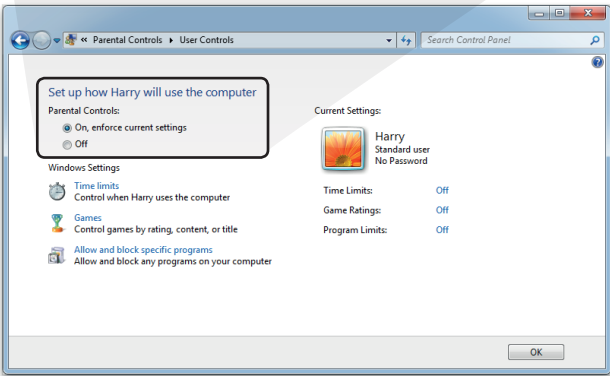 « Parental Controls ▸ User Controls
Search Control Panel
Set up how Harry will use the computer
Parental Controls:
On, enforce current settings
Off
Windows Settings
Time limits
Control when Harry uses the computer
Games
Control games by rating, content, or title
Allow and block specific programs
Allow and block any programs on your computer
Current Settings:
Harry
Standard user
No Password
Time Limits: Off
Game Ratings: Off
Program Limits: Off
OK